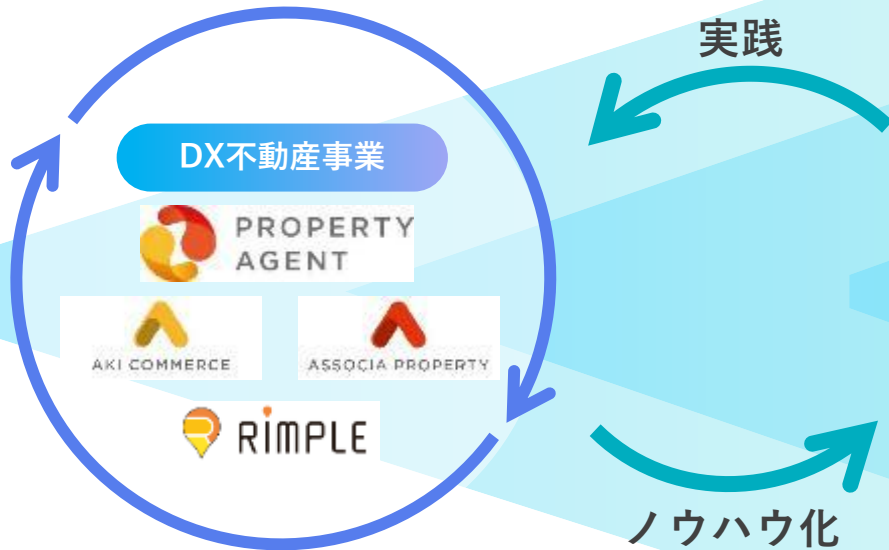 実践
DX不動産事業
PROPERTY
AGENT
AKI COMMERCE
ASSOCIA PROPERTY
RIMPLE
ノウハウ化